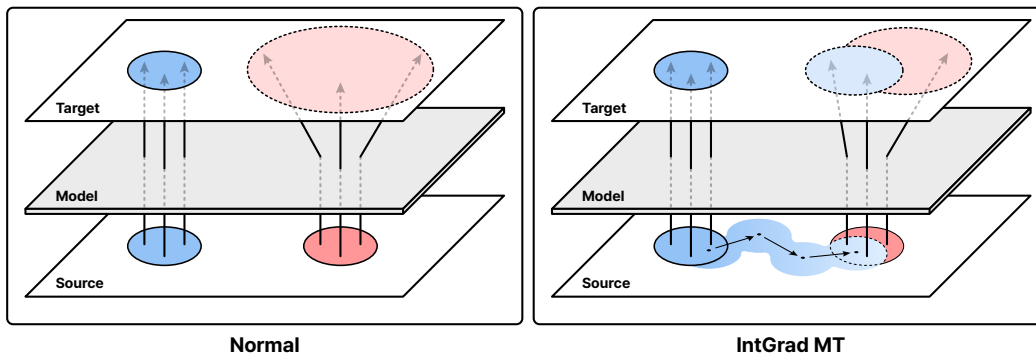 Target
Model
Source
Normal
Target
Model
Source
IntGrad MT